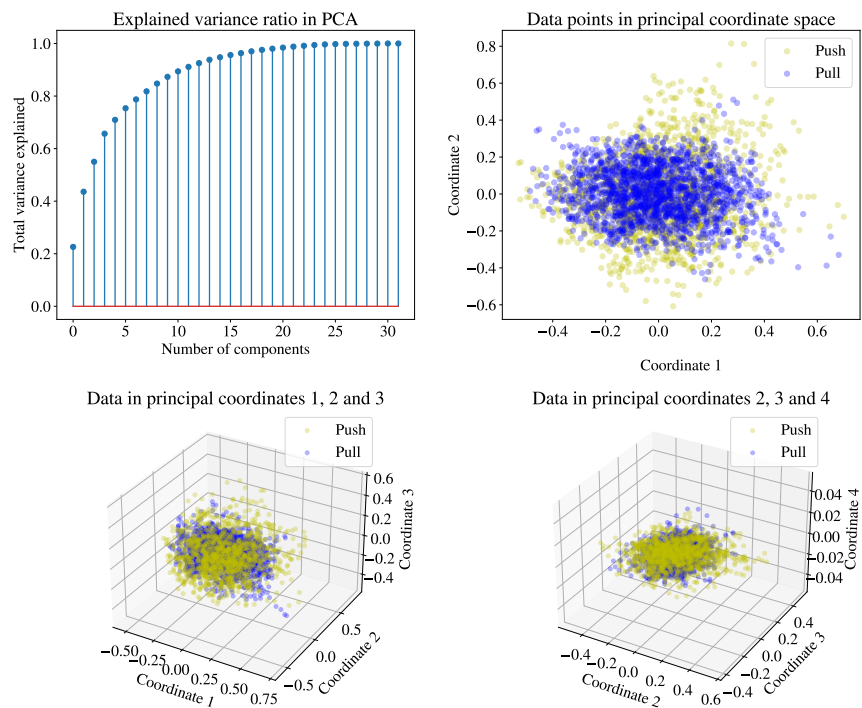 Explained variance ratio in PCA
1.0
0.8
0.6
0.4
0.2
0.0
Total variance explained
0 5 10 15 20 25 30
Number of components
Data points in principal coordinate space
Push
Pull
0.8
0.6
0.4
0.2
0.0
−0.2
−0.4
−0.6
Coordinate 2
−0.4 −0.2 0.0 0.2 0.4 0.6
Coordinate 1
Data in principal coordinates 1, 2 and 3
Push
Pull
0.6
0.4
0.2
0.0
−0.2
−0.4
Coordinate 3
0.5
0.0
−0.5
Coordinate 2
−0.50 −0.25 0.00 0.25 0.50 0.75
Coordinate 1
Data in principal coordinates 2, 3 and 4
Push
Pull
0.04
0.02
0.00
−0.02
−0.04
Coordinate 4
0.4
0.2
0.0
−0.2
−0.4
Coordinate 3
−0.4 −0.2 0.0 0.2 0.4 0.6
Coordinate 2